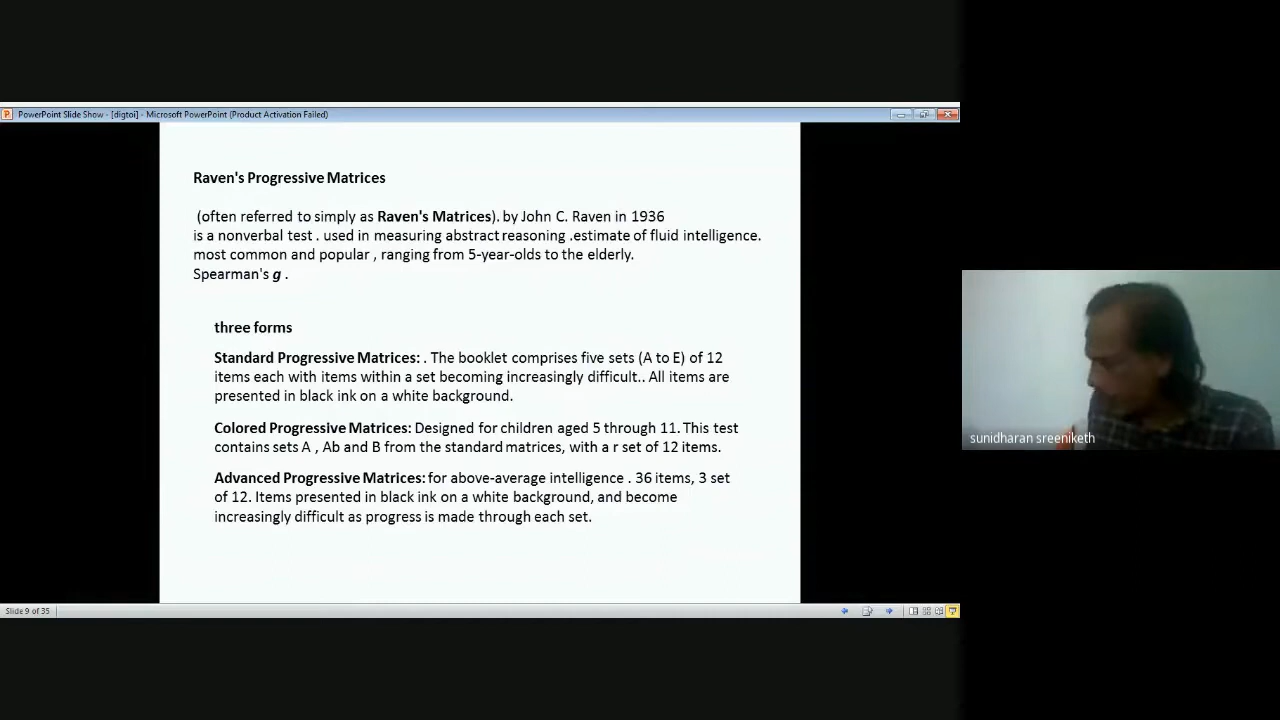 PowerPoint Slide Show - [digtoi] - Microsoft PowerPoint (Product Activation Failed)
Raven's Progressive Matrices
(often referred to simply as Raven's Matrices). by John C. Raven in 1936
is a nonverbal test . used in measuring abstract reasoning .estimate of fluid intelligence.
most common and popular , ranging from 5-year-olds to the elderly.
Spearman's g .
three forms
Standard Progressive Matrices: . The booklet comprises five sets (A to E) of 12
items each with items within a set becoming increasingly difficult.. All items are
presented in black ink on a white background.
Colored Progressive Matrices: Designed for children aged 5 through 11. This test
contains sets A , Ab and B from the standard matrices, with a r set of 12 items.
Advanced Progressive Matrices: for above-average intelligence . 36 items, 3 set
of 12. Items presented in black ink on a white background, and become
increasingly difficult as progress is made through each set.
sunidharan sreeniketh
Slide 9 of 35